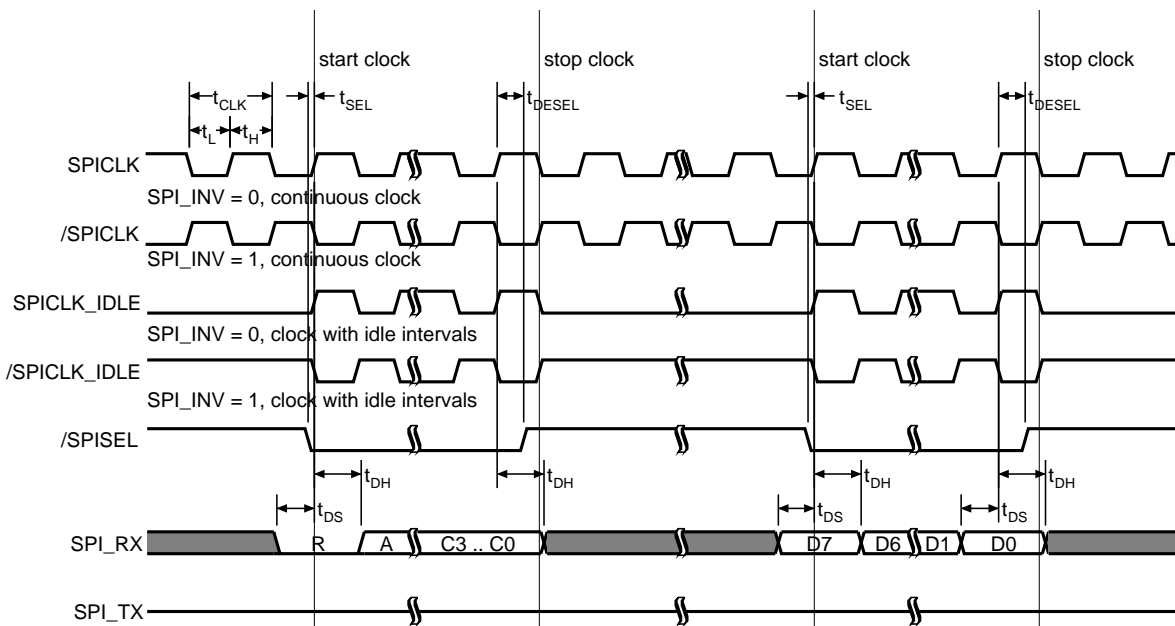 start clock stop clock start clock stop clock
tCLK tSEL tDESEL tSEL tDESEL
tL tH
SPICLK
SPI_INV = 0, continuous clock
/SPICLK
SPI_INV = 1, continuous clock
SPICLK_IDLE
SPI_INV = 0, clock with idle intervals
/SPICLK_IDLE
SPI_INV = 1, clock with idle intervals
/SPISEL
tDH tDH tDH tDH
tDS tDS tDS
SPI_RX R A C3 .. C0 D7 D6 D1 D0
SPI_TX